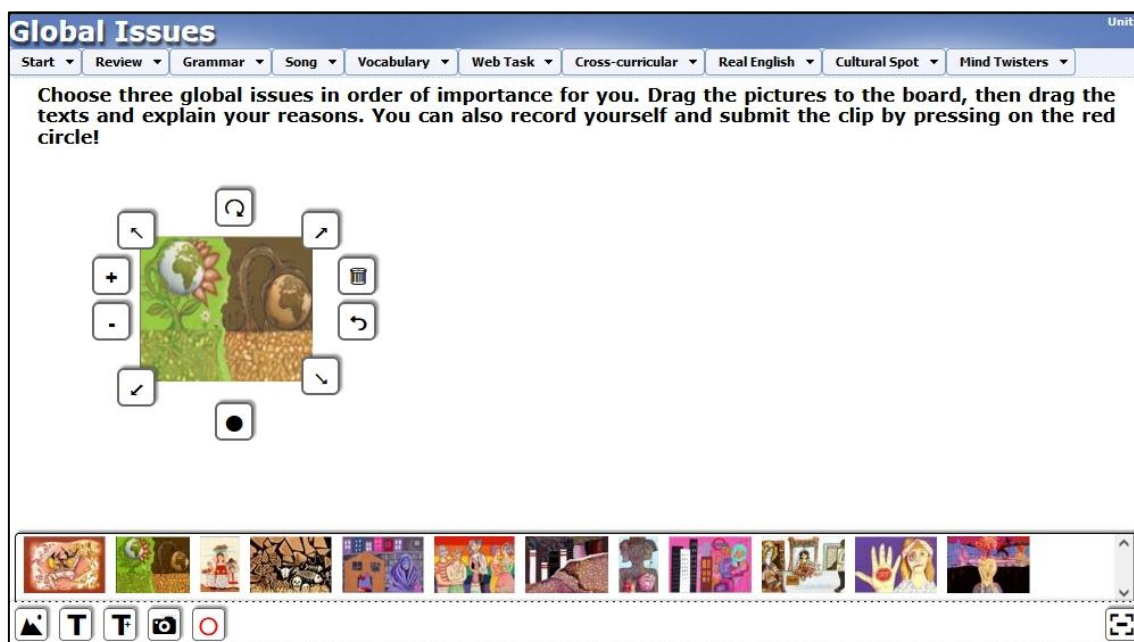 Global Issues
Unit
Start Review Grammar Song Vocabulary Web Task Cross-curricular Real English Cultural Spot Mind Twisters
Choose three global issues in order of importance for you. Drag the pictures to the board, then drag the
texts and explain your reasons. You can also record yourself and submit the clip by pressing on the red
circle!
T T+